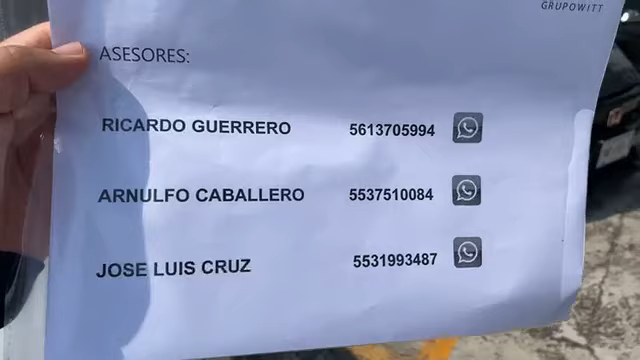 GRUPOWITT
ASESORES:
RICARDO GUERRERO 5613705994
ARNULFO CABALLERO 5537510084
JOSE LUIS CRUZ 5531993487